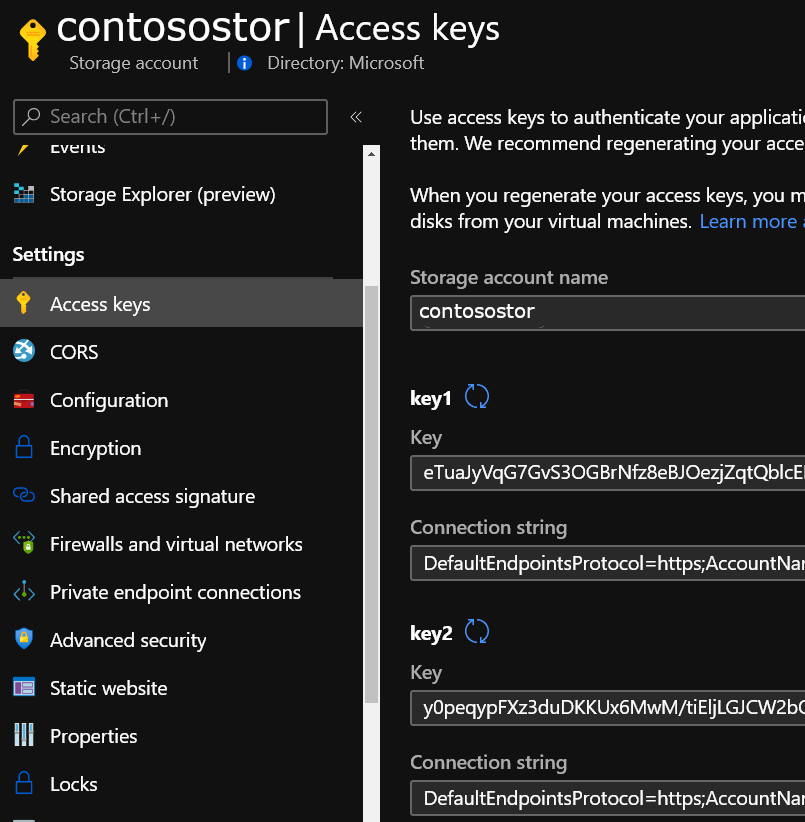 contosostor | Access keys
Storage account
Directory: Microsoft
Search (Ctrl+/)
«
Events
Storage Explorer (preview)
Settings
Access keys
CORS
Configuration
Encryption
Shared access signature
Firewalls and virtual networks
Private endpoint connections
Advanced security
Static website
Properties
Locks
Use access keys to authenticate your applicati
them. We recommend regenerating your acce
When you regenerate your access keys, you m
disks from your virtual machines. Learn more a
Storage account name
contosostor
key1
Key
eTuaJyVqG7GvS3OGBrNfz8eBJOezjZqtQblcE
Connection string
DefaultEndpointsProtocol=https;AccountNam
key2
Key
y0peqypFXz3duDKKUx6MwM/tiEljLGJCW2bC
Connection string
DefaultEndpointsProtocol=https;AccountNam